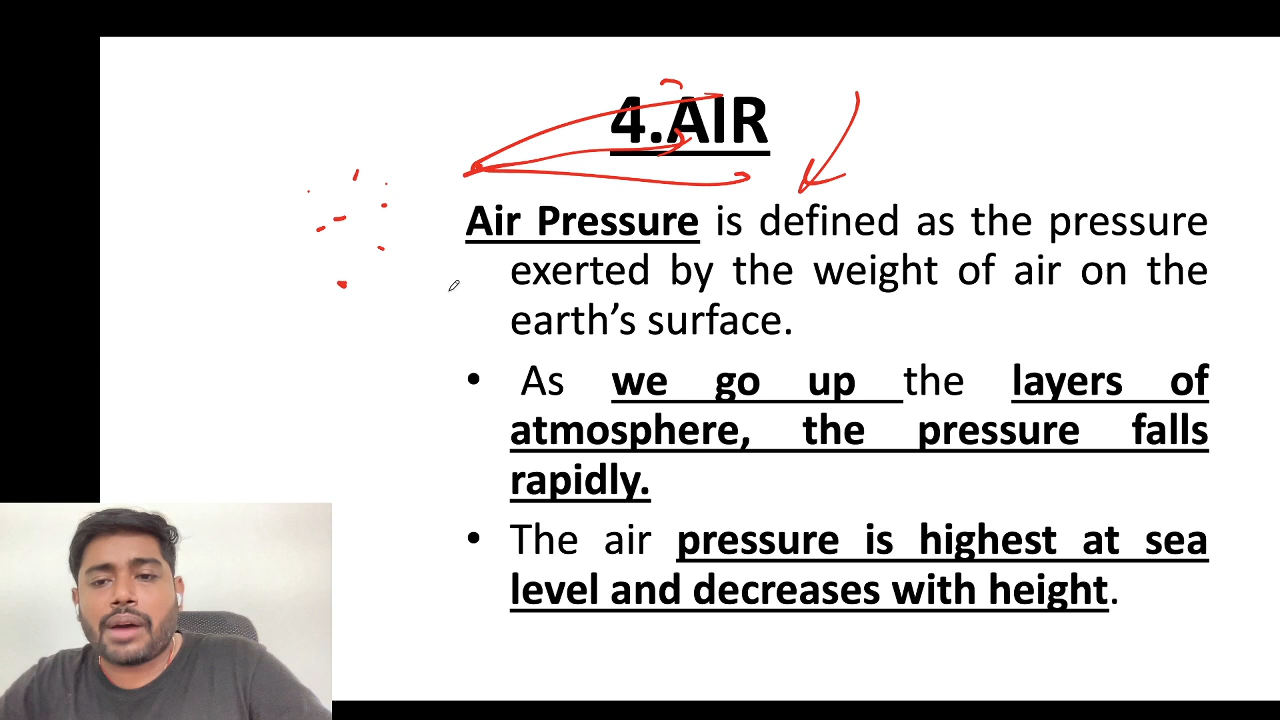 4.AIR
Air Pressure is defined as the pressure
exerted by the weight of air on the
earth’s surface.
• As we go up the layers of
atmosphere, the pressure falls
rapidly.
• The air pressure is highest at sea
level and decreases with height.